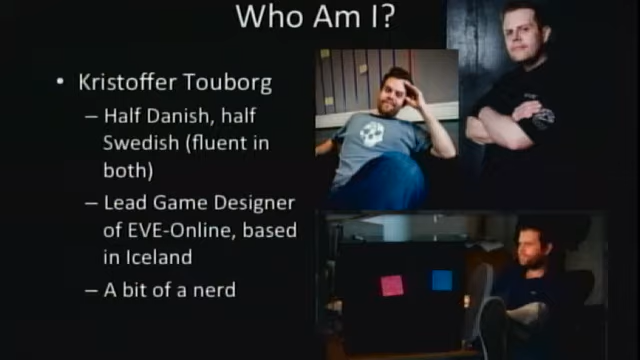 Who Am I?
• Kristoffer Touborg
– Half Danish, half
Swedish (fluent in
both)
– Lead Game Designer
of EVE-Online, based
in Iceland
– A bit of a nerd